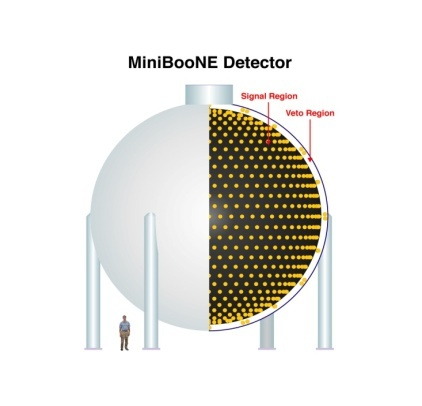 MiniBooNE Detector
Signal Region
Veto Region